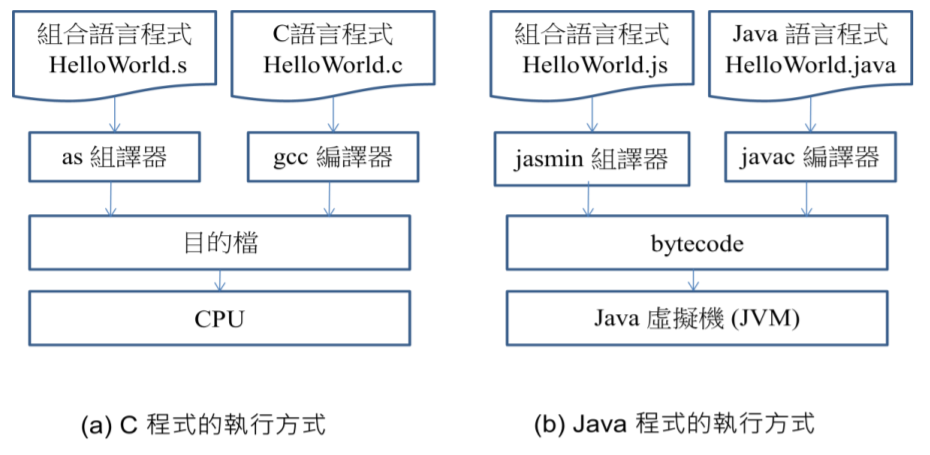 組合語言程式
HelloWorld.s
C語言程式
HelloWorld.c
as 組譯器
gcc 編譯器
目的檔
CPU
(a) C 程式的執行方式
組合語言程式
HelloWorld.js
Java 語言程式
HelloWorld.java
jasmin 組譯器
javac 編譯器
bytecode
Java 虛擬機 (JVM)
(b) Java 程式的執行方式